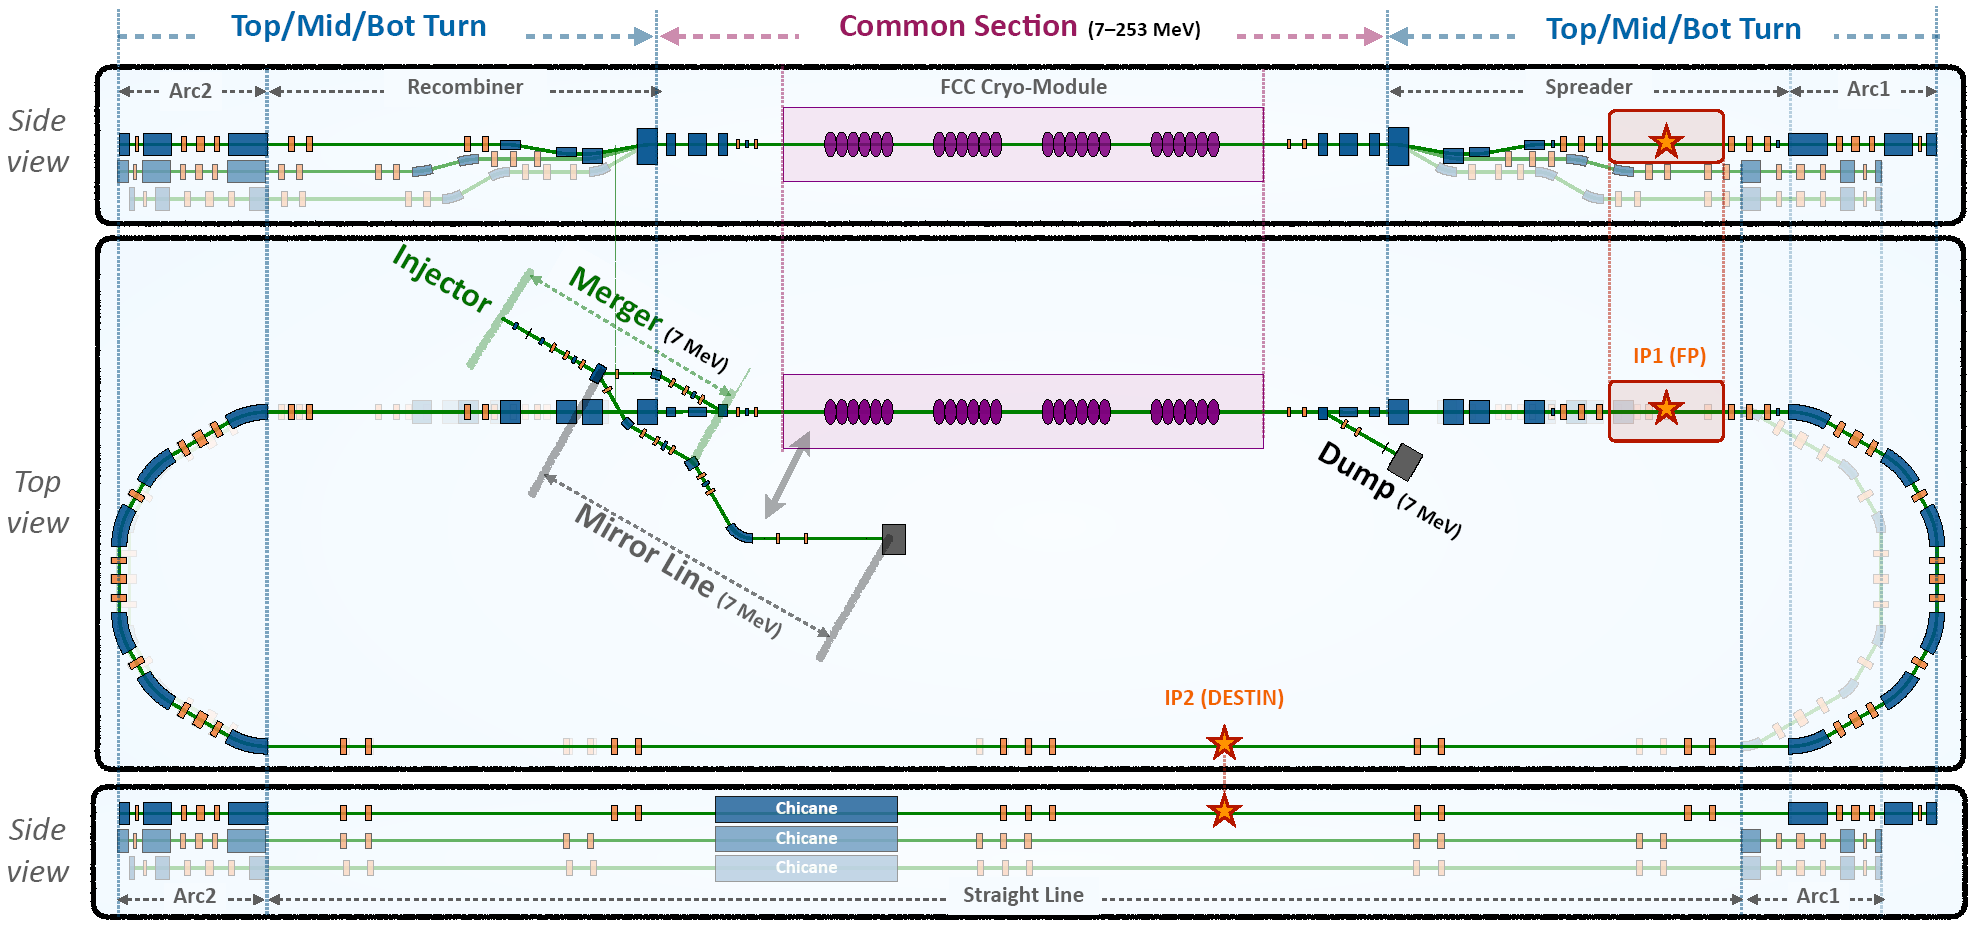 Top/Mid/Bot Turn
Common Section (7–253 MeV)
Top/Mid/Bot Turn
Side
view
Arc2
Recombiner
FCC Cryo-Module
Spreader
Arc1
Top
view
Injector
Merger (7 MeV)
Mirror Line (7 MeV)
Dump (7 MeV)
IP1 (FP)
IP2 (DESTIN)
Side
view
Chicane
Chicane
Chicane
Arc2
Straight Line
Arc1